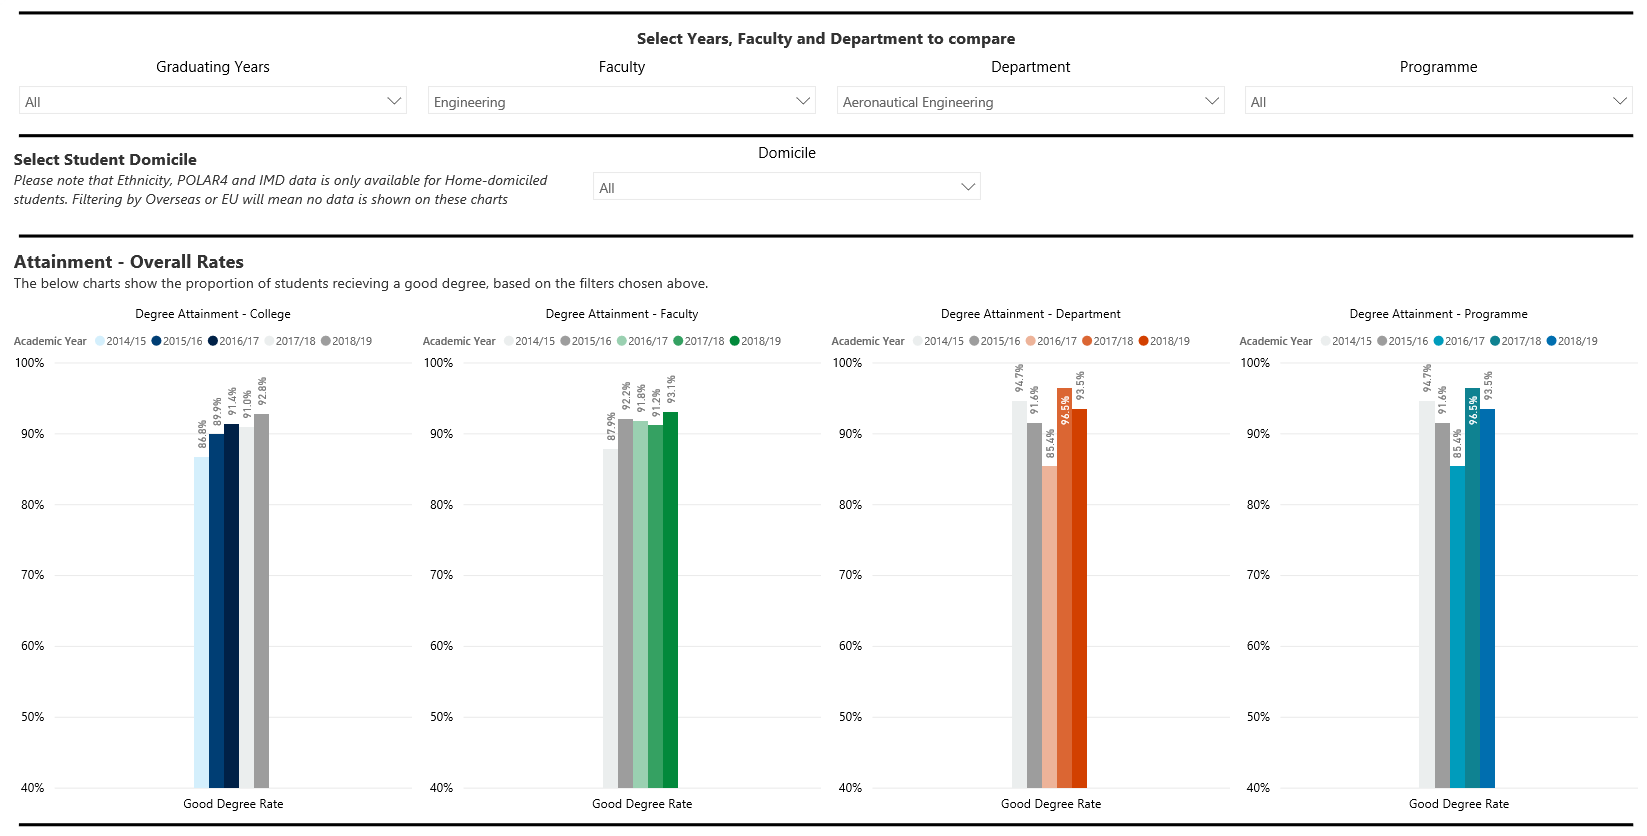 Select Years, Faculty and Department to compare
Graduating Years Faculty Department Programme
All Engineering Aeronautical Engineering All
Select Student Domicile
Please note that Ethnicity, POLAR4 and IMD data is only available for Home-domiciled
students. Filtering by Overseas or EU will mean no data is shown on these charts
Domicile
All
Attainment - Overall Rates
The below charts show the proportion of students recieving a good degree, based on the filters chosen above.
Degree Attainment - College
Academic Year 2014/15 2015/16 2016/17 2017/18 2018/19
100%
90%
80%
70%
60%
50%
40%
86.8%
89.9%
91.4%
91.0%
92.8%
Good Degree Rate
Degree Attainment - Faculty
Academic Year 2014/15 2015/16 2016/17 2017/18 2018/19
100%
90%
80%
70%
60%
50%
40%
87.9%
92.2%
91.8%
91.2%
93.1%
Good Degree Rate
Degree Attainment - Department
Academic Year 2014/15 2015/16 2016/17 2017/18 2018/19
100%
90%
80%
70%
60%
50%
40%
94.7%
91.6%
85.4%
96.5%
93.5%
Good Degree Rate
Degree Attainment - Programme
Academic Year 2014/15 2015/16 2016/17 2017/18 2018/19
100%
90%
80%
70%
60%
50%
40%
94.7%
91.6%
85.4%
96.5%
93.5%
Good Degree Rate